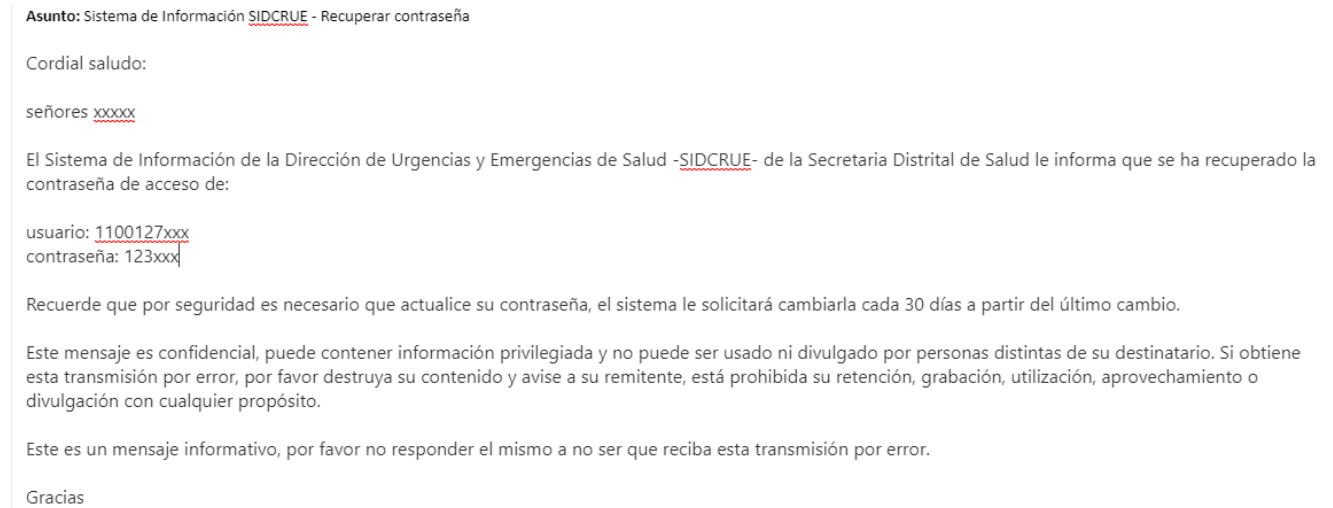 Asunto: Sistema de Información SIDCRUE - Recuperar contraseña
Cordial saludo:
señores xxxxx
El Sistema de Información de la Dirección de Urgencias y Emergencias de Salud -SIDCRUE- de la Secretaria Distrital de Salud le informa que se ha recuperado la
contraseña de acceso de:
usuario: 1100127xxx
contraseña: 123xxx
Recuerde que por seguridad es necesario que actualice su contraseña, el sistema le solicitará cambiarla cada 30 días a partir del último cambio.
Este mensaje es confidencial, puede contener información privilegiada y no puede ser usado ni divulgado por personas distintas de su destinatario. Si obtiene
esta transmisión por error, por favor destruya su contenido y avise a su remitente, está prohibida su retención, grabación, utilización, aprovechamiento o
divulgación con cualquier propósito.
Este es un mensaje informativo, por favor no responder el mismo a no ser que reciba esta transmisión por error.
Gracias